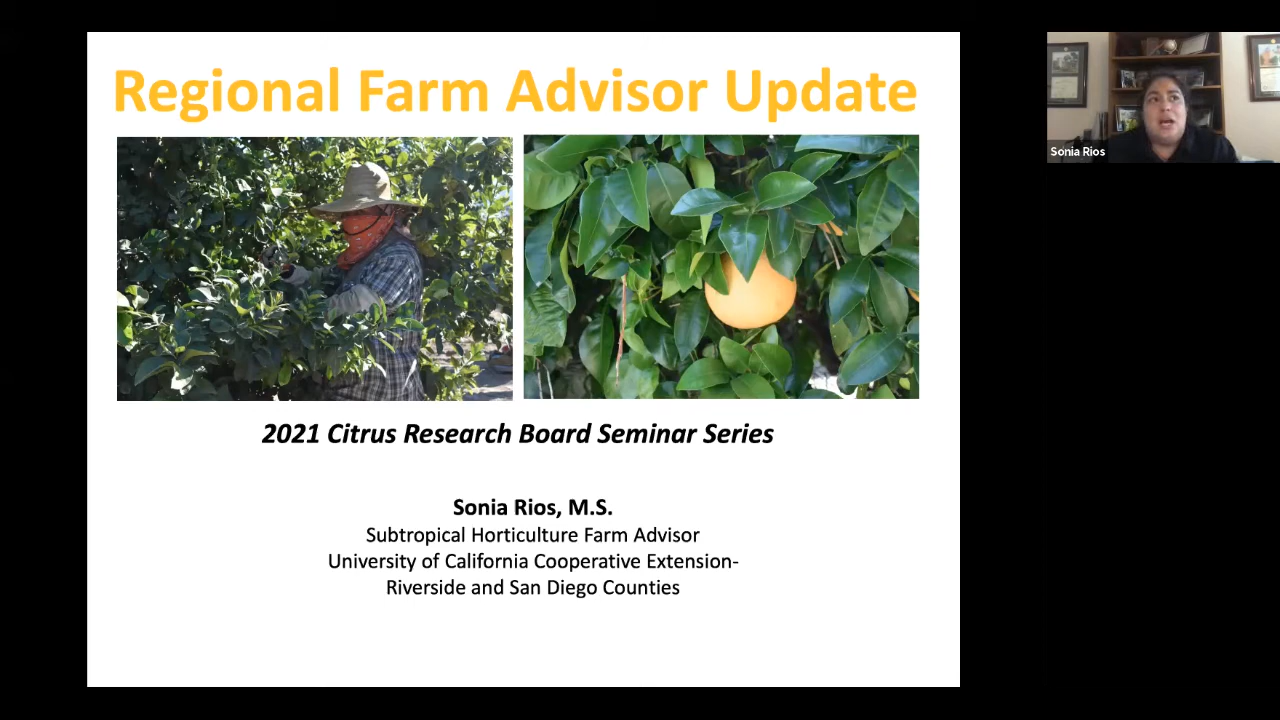 Regional Farm Advisor Update
Sonia Rios
2021 Citrus Research Board Seminar Series
Sonia Rios, M.S.
Subtropical Horticulture Farm Advisor
University of California Cooperative Extension-
Riverside and San Diego Counties